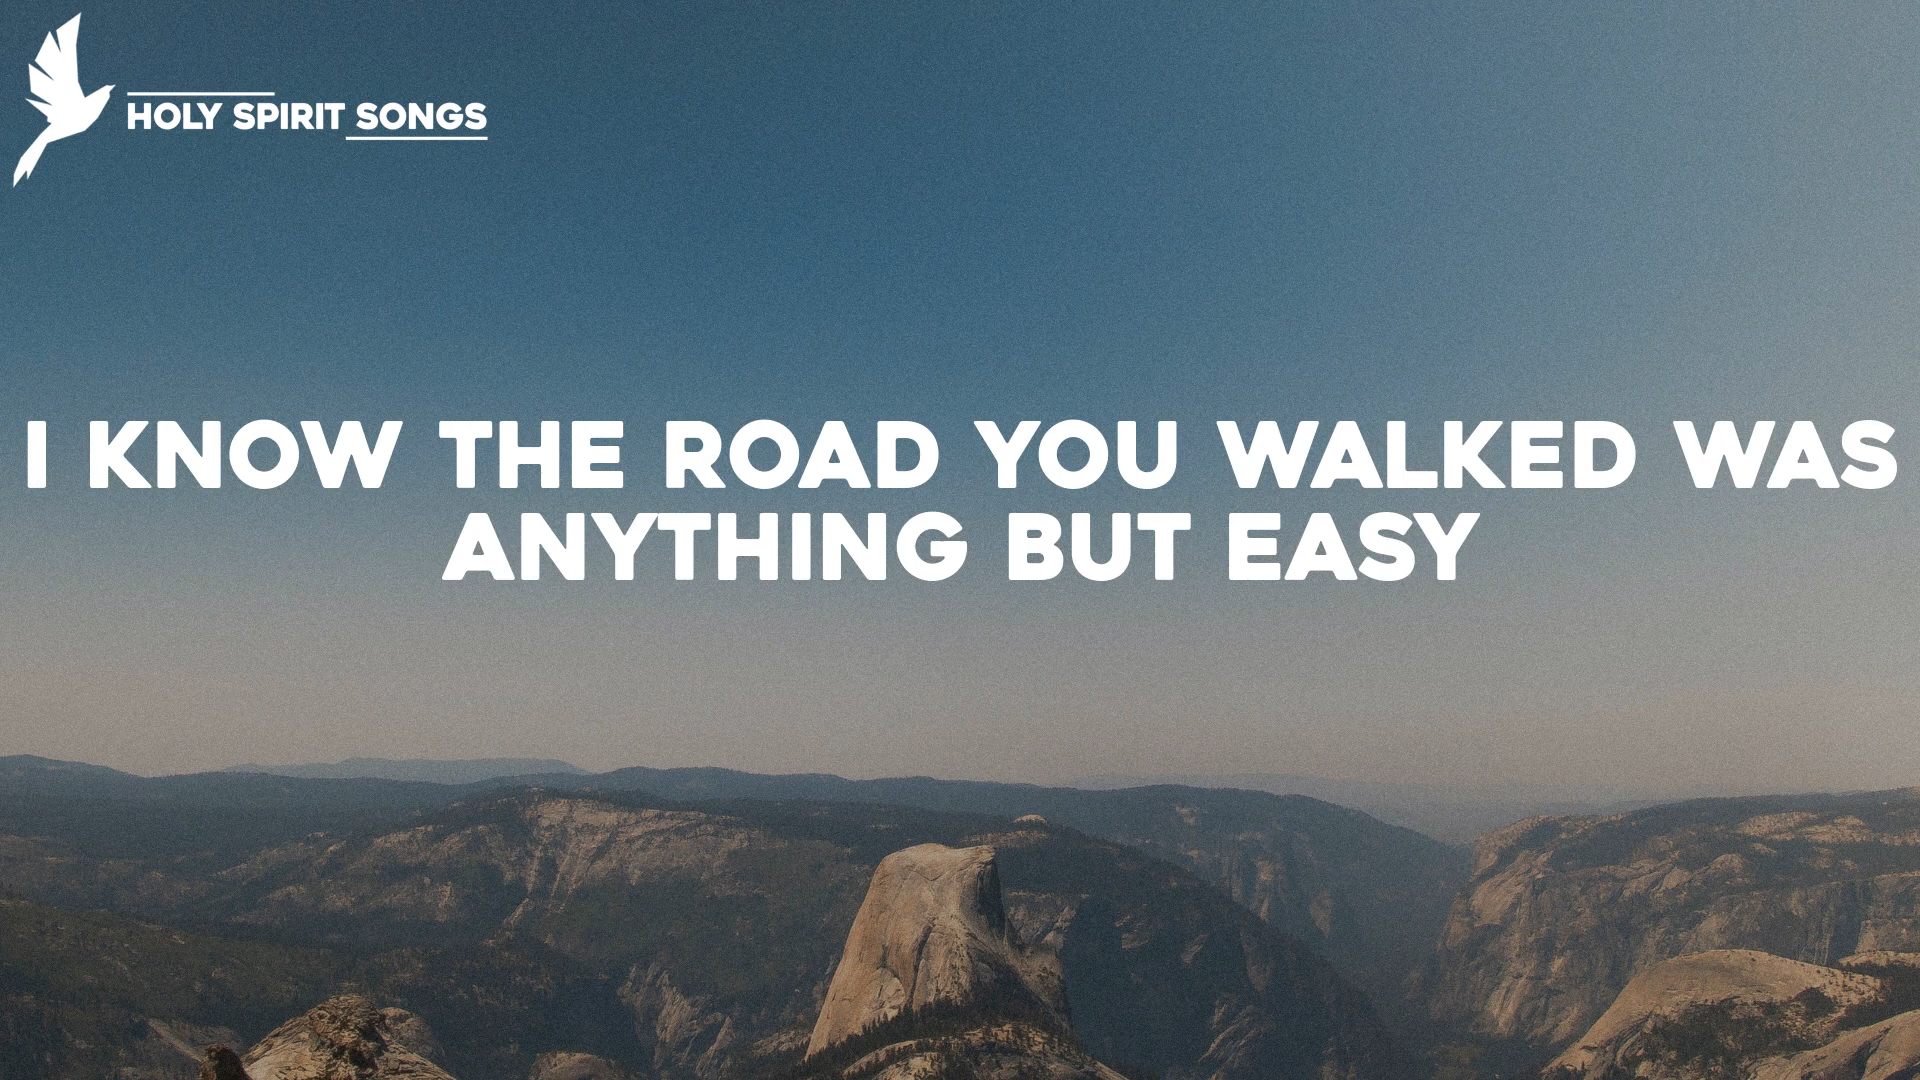 HOLY SPIRIT SONGS
I KNOW THE ROAD YOU WALKED WAS
ANYTHING BUT EASY